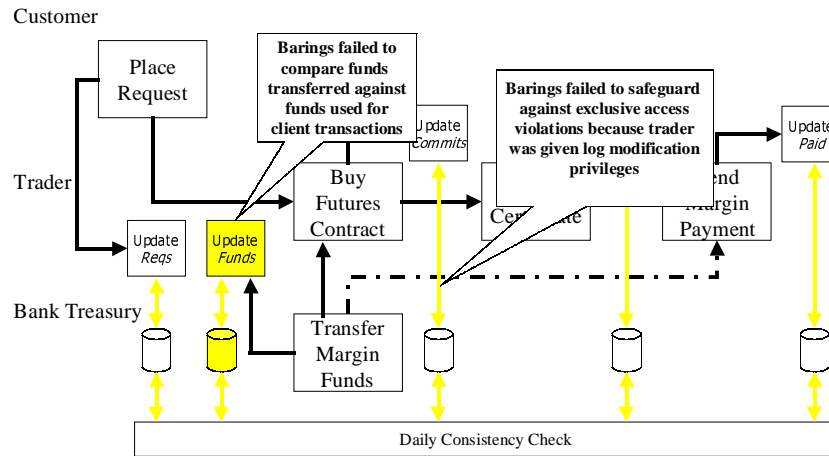 Customer
Place
Request
Barings failed to
compare funds
transferred against
funds used for
client transactions
Barings failed to safeguard
against exclusive access
violations because trader
was given log modification
privileges
Update
Commits
Update
Paid
Trader
Buy
Futures
Contract
Margin
Payment
Update
Reqs
Update
Funds
Bank Treasury
Transfer
Margin
Funds
Daily Consistency Check